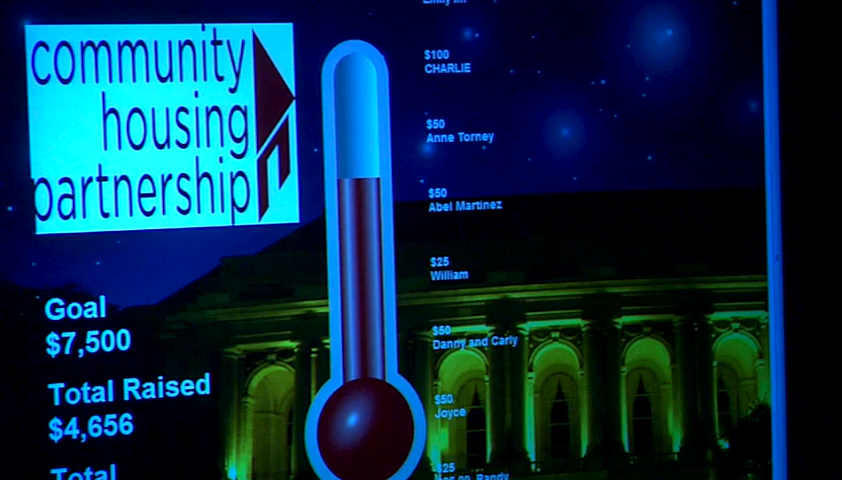 community
housing
partnership
Goal
$7,500
Total Raised
$4,656
Total
$100
CHARLIE
$50
Anne Torney
$50
Abel Martinez
$25
William
$50
Danny and Carly
$50
Joyce
$25
Randy